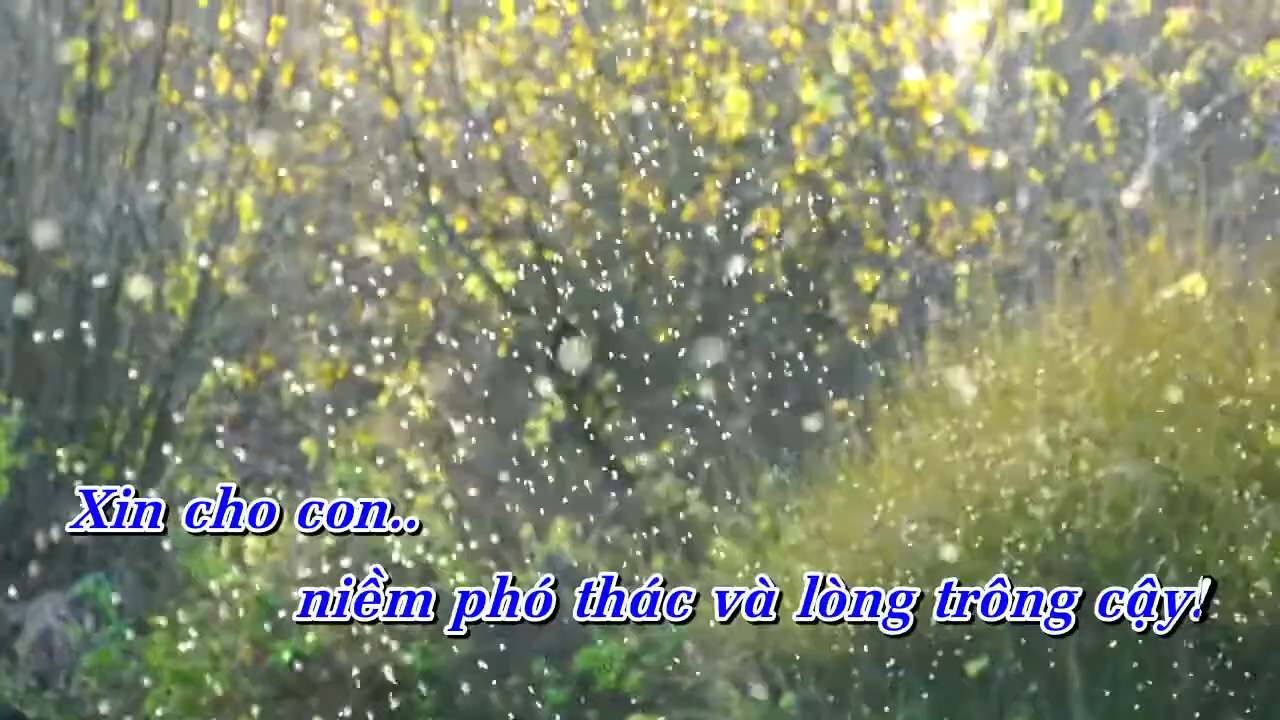 Xin cho con..
niềm phó thác và lòng trông cậy!